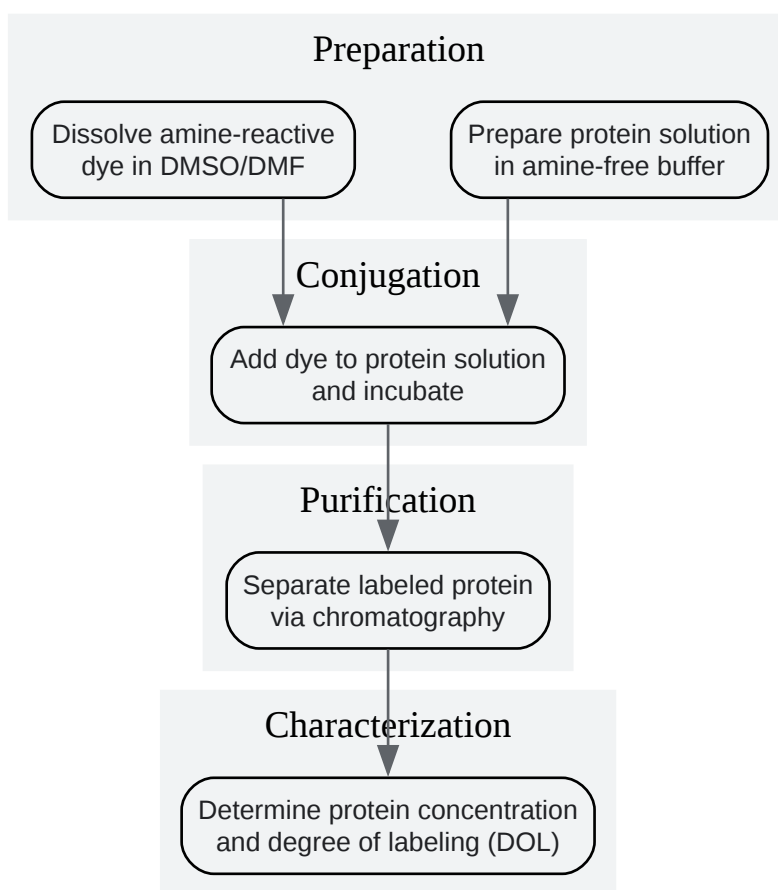 Preparation
Dissolve amine-reactive
dye in DMSO/DMF
Prepare protein solution
in amine-free buffer
Conjugation
Add dye to protein solution
and incubate
Purification
Separate labeled protein
via chromatography
Characterization
Determine protein concentration
and degree of labeling (DOL)